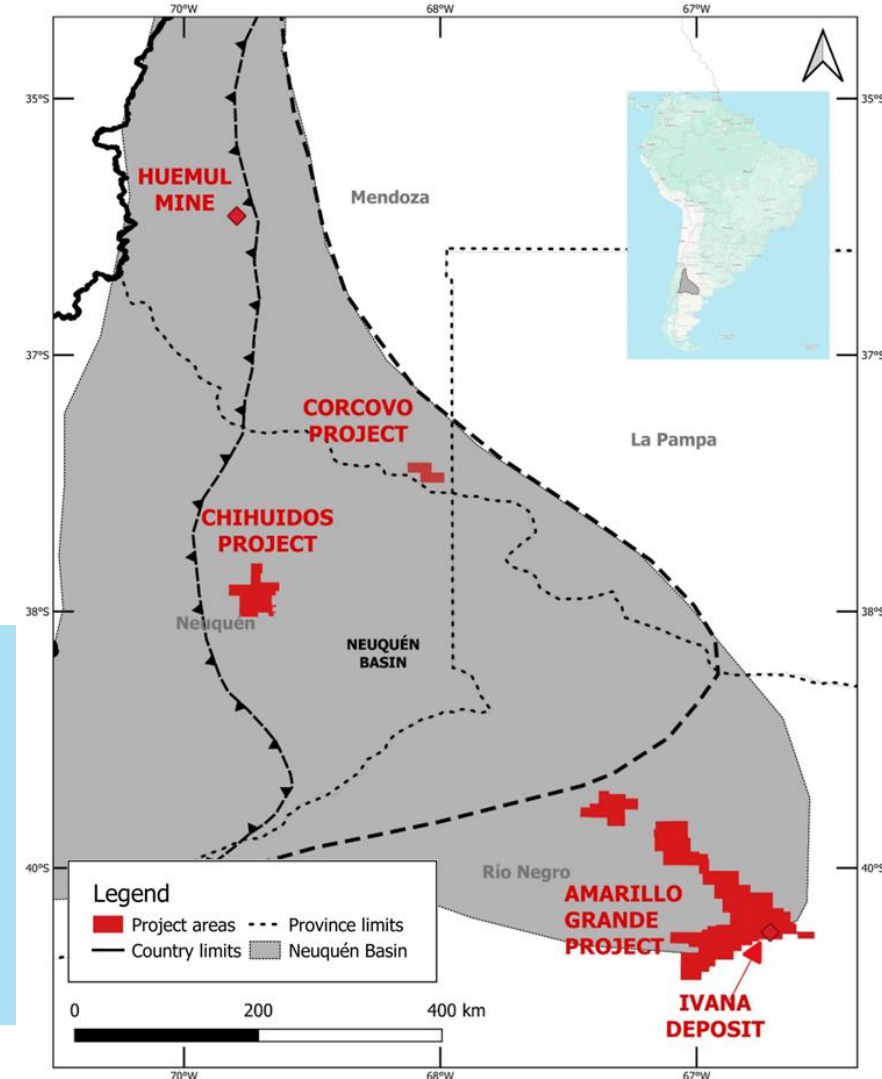 70°W 68°W 67°W
35°S 35°S
HUEMUL
MINE
Mendoza
37°S 37°S
CORCOVO
PROJECT
La Pampa
CHIHUIDOS
PROJECT
38°S 38°S
Neuquén
NEUQUÉN
BASIN
40°S 40°S
Río Negro
AMARILLO
GRANDE
PROJECT
IVANA
DEPOSIT
Legend
Project areas Province limits
Country limits Neuquén Basin
0 200 400 km
70°W 68°W 67°W